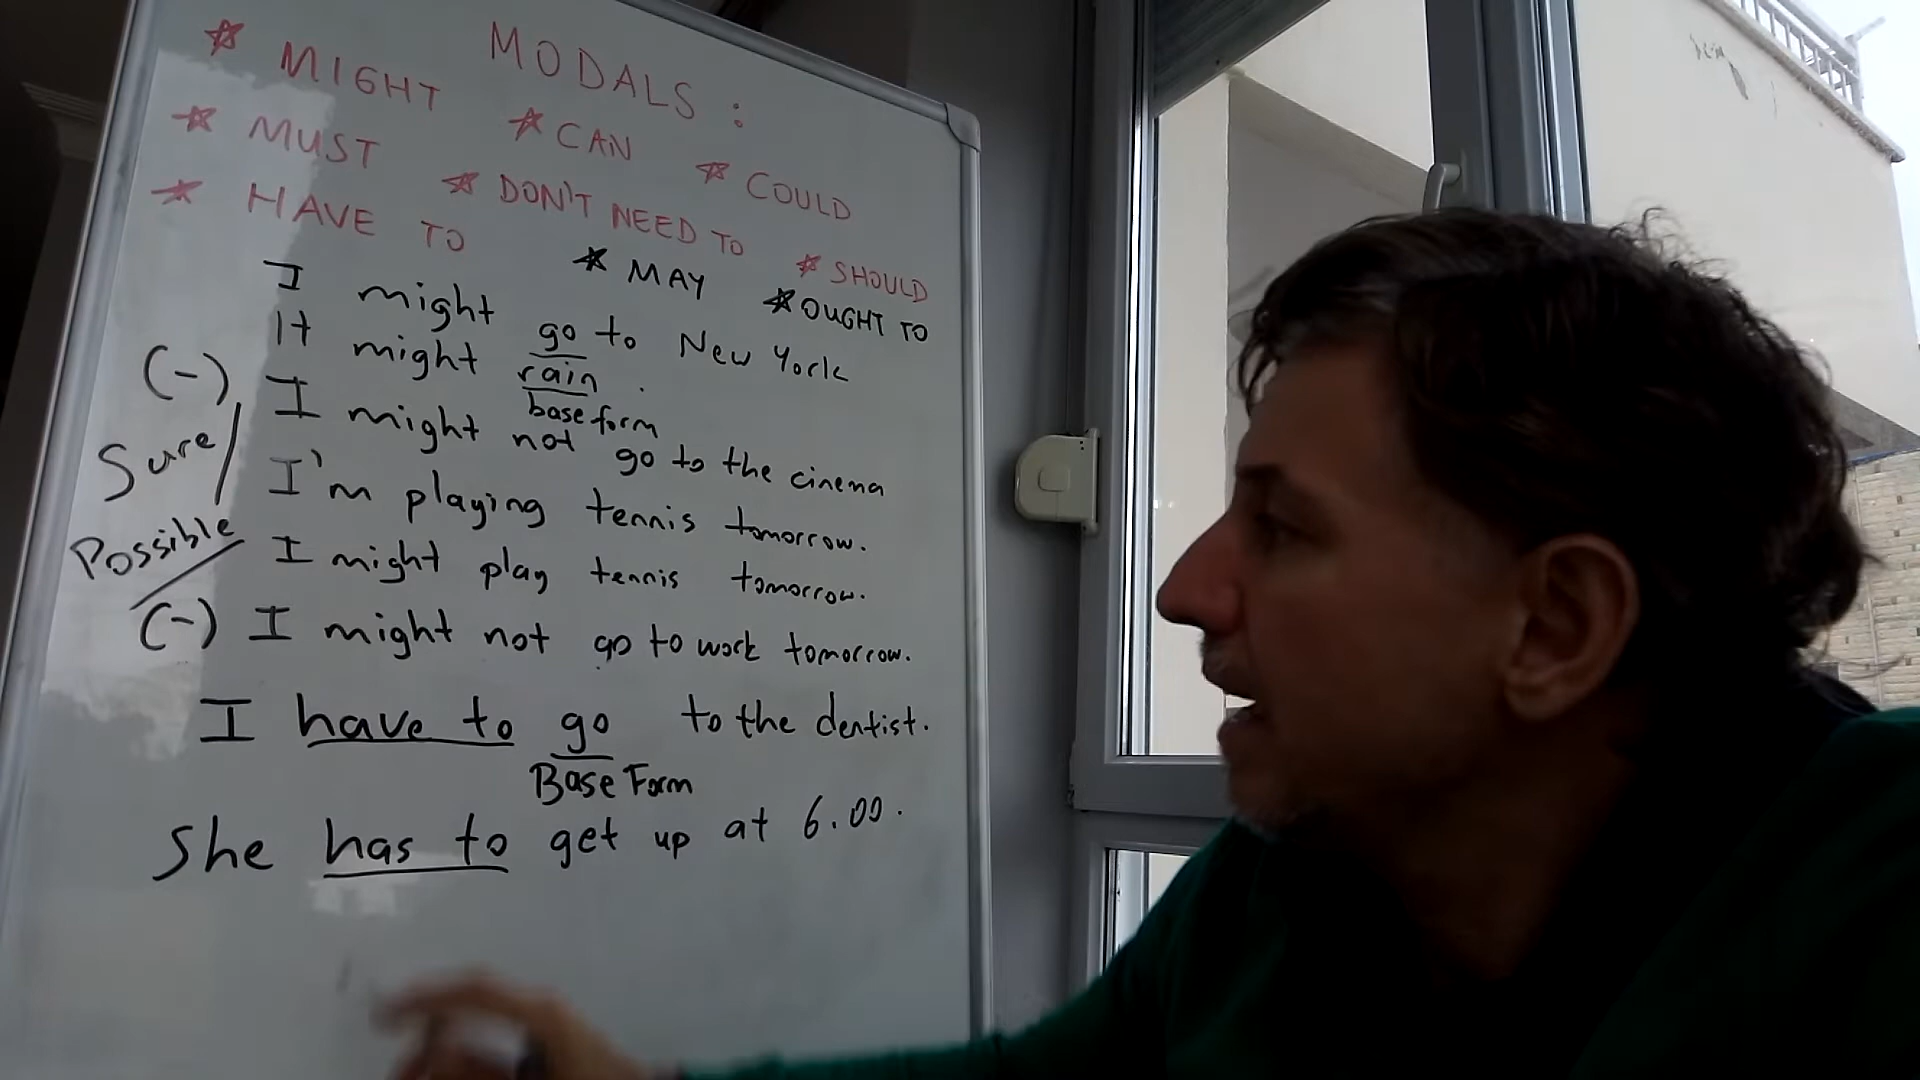 MODALS:
* MIGHT * CAN * COULD
* MUST * DON'T NEED TO * SHOULD
* HAVE TO * MAY * OUGHT TO
I might go to New York
It might rain.
base form
(-) I might not go to the cinema
Sure / I'm playing tennis tomorrow.
Possible / I might play tennis tomorrow.
(-) I might not go to work tomorrow.
I have to go to the dentist.
Base Form
She has to get up at 6.00.